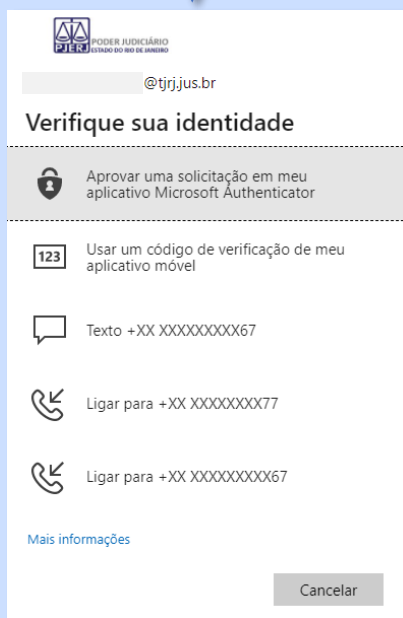 PJERJ
PODER JUDICIÁRIO
ESTADO DO RIO DE JANEIRO
@tjrj.jus.br
Verifique sua identidade
Aprovar uma solicitação em meu
aplicativo Microsoft Authenticator
123
Usar um código de verificação de meu
aplicativo móvel
Texto +XX XXXXXXXXX67
Ligar para +XX XXXXXXXX77
Ligar para +XX XXXXXXXXX67
Mais informações
Cancelar